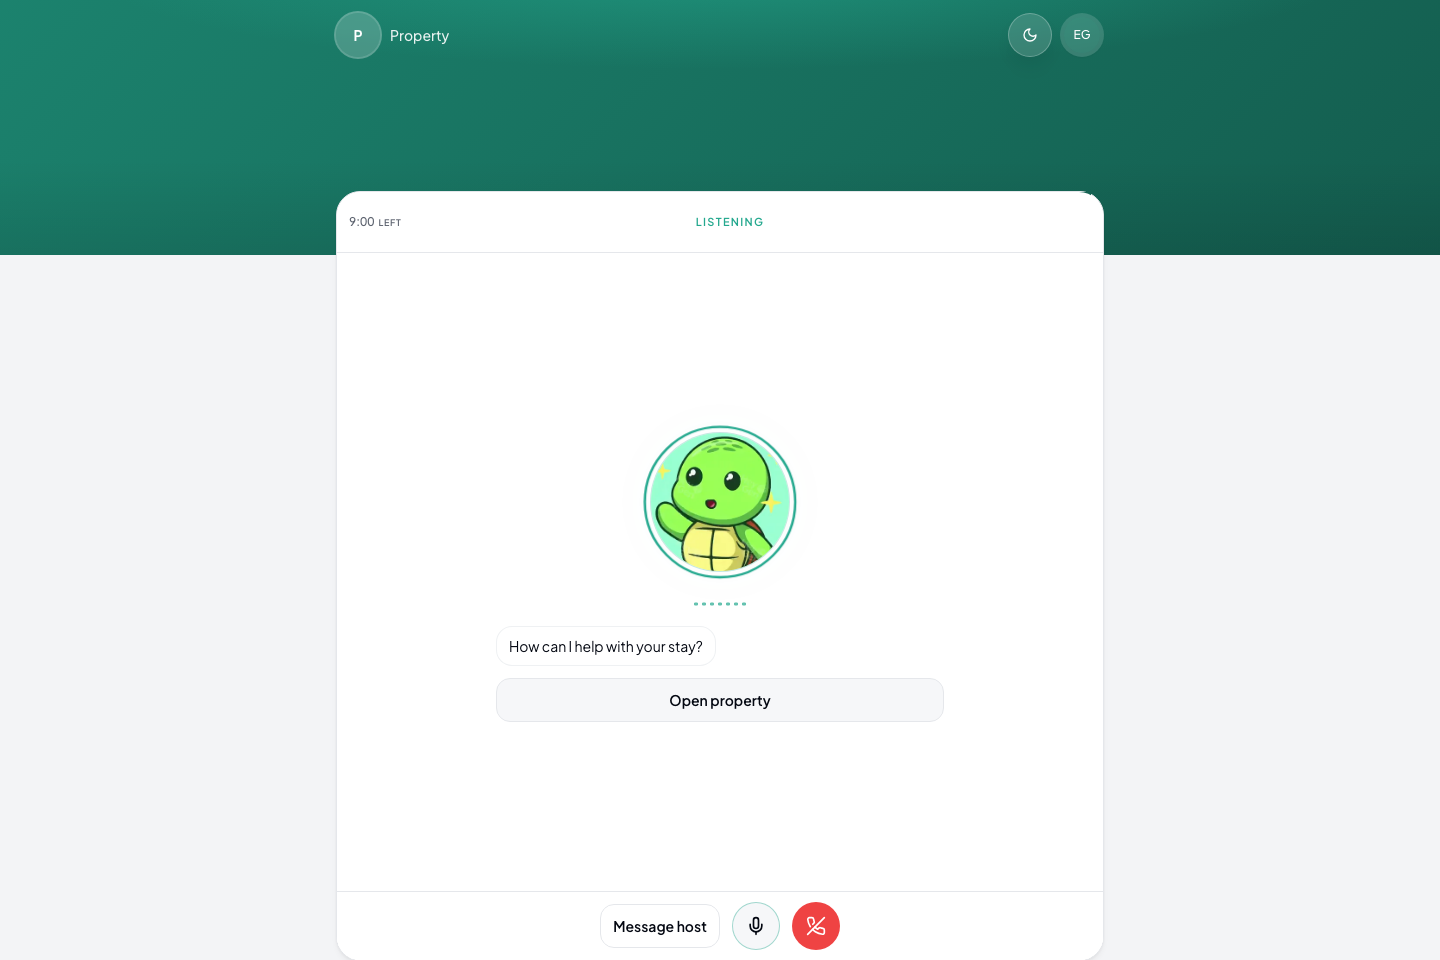 P
Property
EG
9:00 LEFT
LISTENING
How can I help with your stay?
Open property
Message host